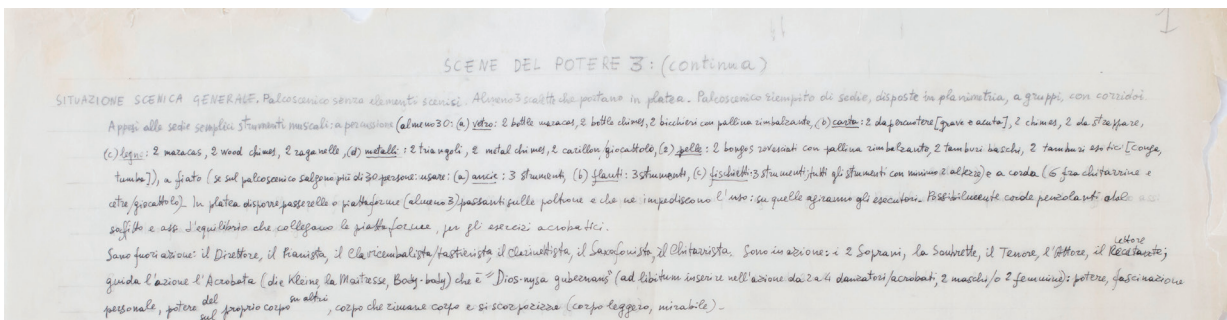 1
SCENE DEL POTERE 3: (continua)
SITUAZIONE SCENICA GENERALE. Palcoscenico senza elementi scenici. Almeno 3 scalette che portano in platea. Palcoscenico riempito di sedie, disposte in planimetria, a gruppi, con corridoi.
Appesi alle sedie semplici strumenti musicali: a percussione (almeno 30: (a) vetro: 2 bottle maracas, 2 bottle chimes, 2 bicchieri con pallina rimbalzante, (b) carta: 2 da percuotere [grave e acuta], 2 chimes, 2 da strappare,
(c) legno: 2 maracas, 2 wood chimes, 2 raganelle, (d) metalli: 2 triangoli, 2 metal chimes, 2 carillon giocattolo, (e) pelle: 2 bongos rovesciati con pallina rimbalzante, 2 tamburi baschi, 2 tamburi esotici [conga,
tumba]), a fiato (se sul palcoscenico salgono più di 30 persone: usare: (a) ancie: 3 strumenti, (b) flauti: 3 strumenti, (c) fischietti: 3 strumenti, tutti gli strumenti con minimo 2 altezze) e a corda (6 fra chitarrine e
cetre/giocattolo). In platea disporre passerelle o piattaforme (almeno 3) passanti sulle poltrone e che ne impediscono l'uso: su quelle agiranno gli esecutori. Possibilmente corde penzolanti dal
soffitto e assi d'equilibrio che collegano le piattaforme, per gli esercizi acrobatici.
Sono fuori azione: il Direttore, il Pianista, il Clavicembalista/tastierista, il Clarinettista, il Saxofonista, il Chitarrista. Sono in azione: i 2 Soprani, la Soubrette, il Tenore, l'Attore, il Recitante; Lettore
guida l'azione l'Acrobata (die Kleine, la Maitresse, Body-body) che è "Dios-nysa gubernans" (ad libitum inserire nell'azione da 2 a 4 danzatori/acrobati, 2 maschi/o 2 femmine): potere, fascinazione
personale, potere del sul proprio corpo su altri, corpo che rimane corpo e si scorporizza (corpo leggero, mirabile).